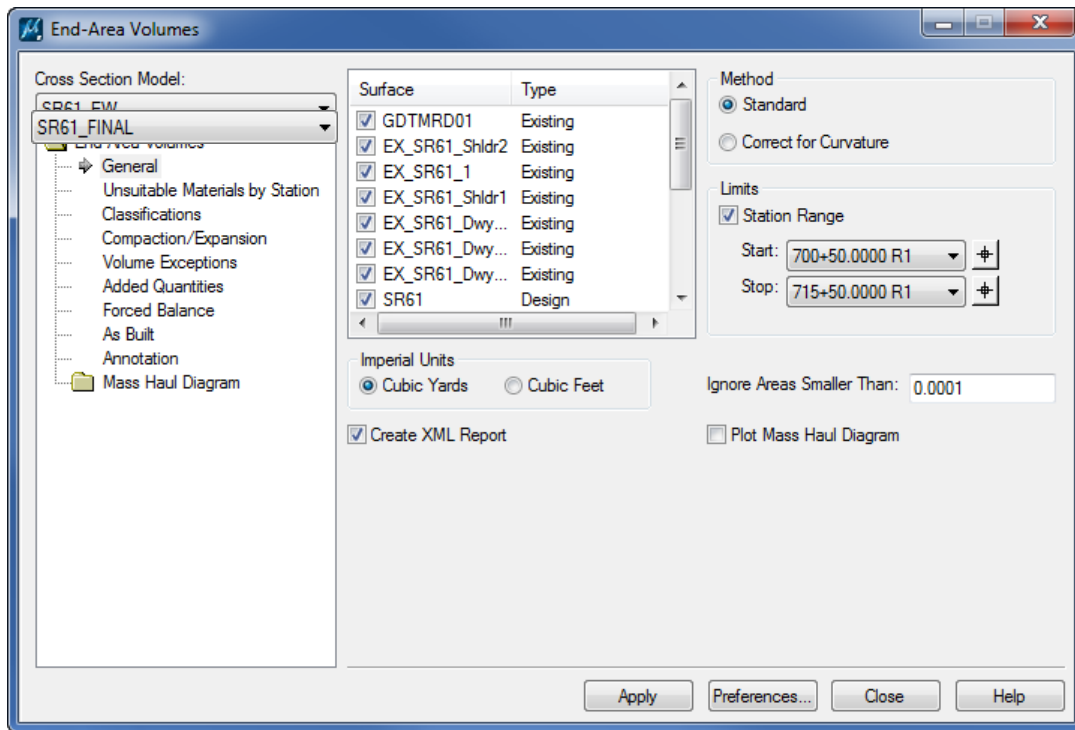 End-Area Volumes
Cross Section Model:
SR61_EW
SR61_FINAL
End-Area Volumes
General
Unsuitable Materials by Station
Classifications
Compaction/Expansion
Volume Exceptions
Added Quantities
Forced Balance
As Built
Annotation
Mass Haul Diagram
Surface Type
GDTMRD01 Existing
EX_SR61_Shldr2 Existing
EX_SR61_1 Existing
EX_SR61_Shldr1 Existing
EX_SR61_Dwy... Existing
EX_SR61_Dwy... Existing
EX_SR61_Dwy... Existing
SR61 Design
Method
Standard
Correct for Curvature
Limits
Station Range
Start: 700+50.0000 R1
Stop: 715+50.0000 R1
Imperial Units
Cubic Yards Cubic Feet
Ignore Areas Smaller Than: 0.0001
Create XML Report
Plot Mass Haul Diagram
Apply Preferences... Close Help